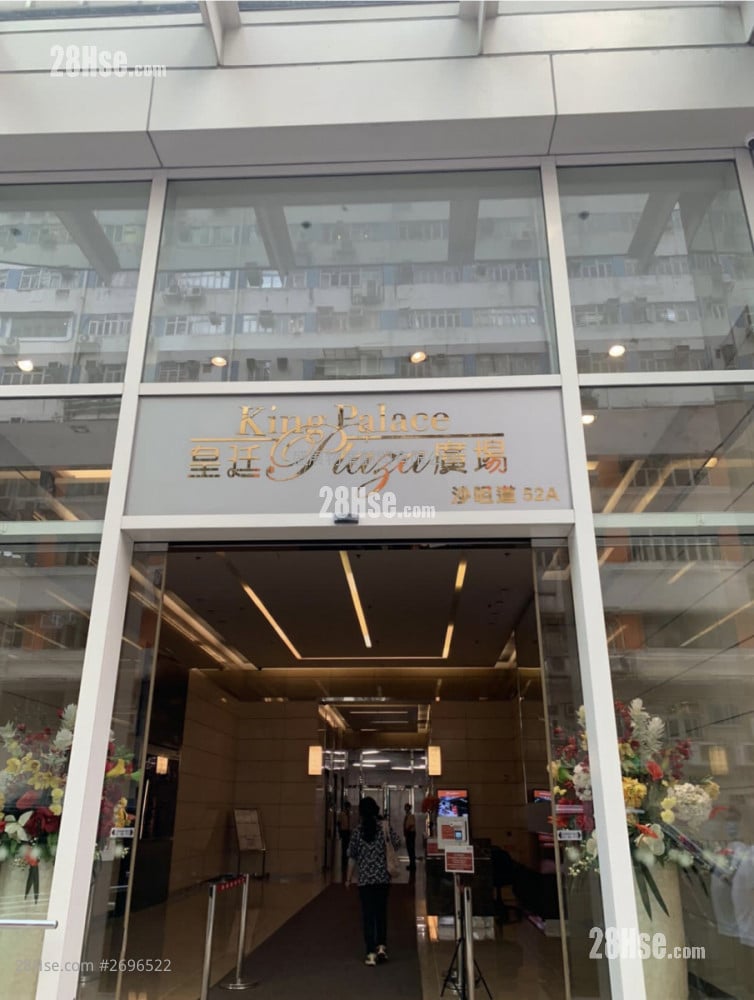 28Hse.com
King Palace
皇廷 Plaza 廣場
28Hse.com
沙咀道 52A
28Hse.com
28Hse.com #2696522